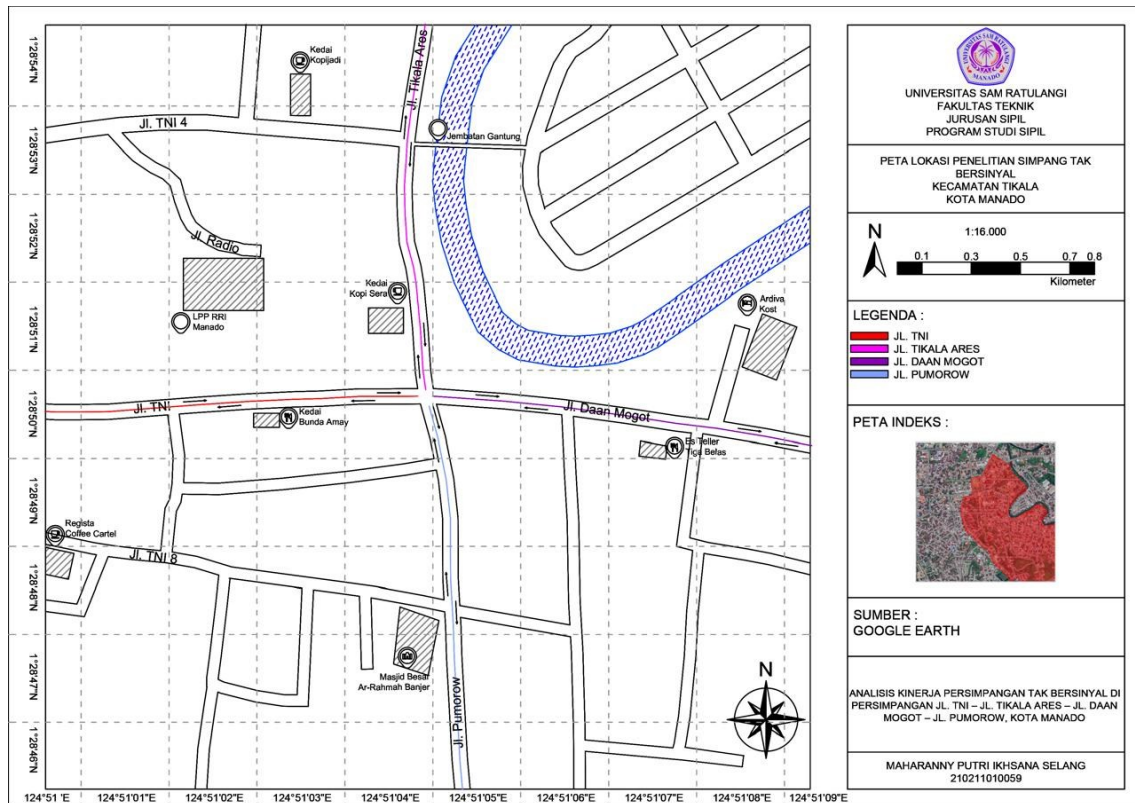 1°28'54"N
1°28'53"N
1°28'52"N
1°28'51"N
1°28'50"N
1°28'49"N
1°28'48"N
1°28'47"N
1°28'46"N
Kedai
Kopijadi
Jl. Tikala Ares
Jl. TNI 4
Jembatan Gantung
Jl. Radio
LPP RRI
Manado
Kedai
Kopi Sera
Ardiva
Kost
Jl. TNI
Kedai
Bunda Amay
Jl. Daan Mogot
Es Teller
Tiga Belas
Regista
Coffee Cartel
Jl. TNI 8
Masjid Besar
Ar-Rahmah Banjer
Jl. Pumorow
N
124°51 'E
124°51'01"E
124°51'02"E
124°51'03"E
124°51'04"E
124°51'05"E
124°51'06"E
124°51'07"E
124°51'08"E
124°51'09"E
UNIVERSITAS SAM RATULANGI
MANADO
UNIVERSITAS SAM RATULANGI
FAKULTAS TEKNIK
JURUSAN SIPIL
PROGRAM STUDI SIPIL
PETA LOKASI PENELITIAN SIMPANG TAK
BERSINYAL
KECAMATAN TIKALA
KOTA MANADO
N
1:16.000
0.1 0.3 0.5 0.7 0.8
Kilometer
LEGENDA :
JL. TNI
JL. TIKALA ARES
JL. DAAN MOGOT
JL. PUMOROW
PETA INDEKS :
SUMBER :
GOOGLE EARTH
ANALISIS KINERJA PERSIMPANGAN TAK BERSINYAL DI
PERSIMPANGAN JL. TNI – JL. TIKALA ARES – JL. DAAN
MOGOT – JL. PUMOROW, KOTA MANADO
MAHARANNY PUTRI IKHSANA SELANG
210211010059